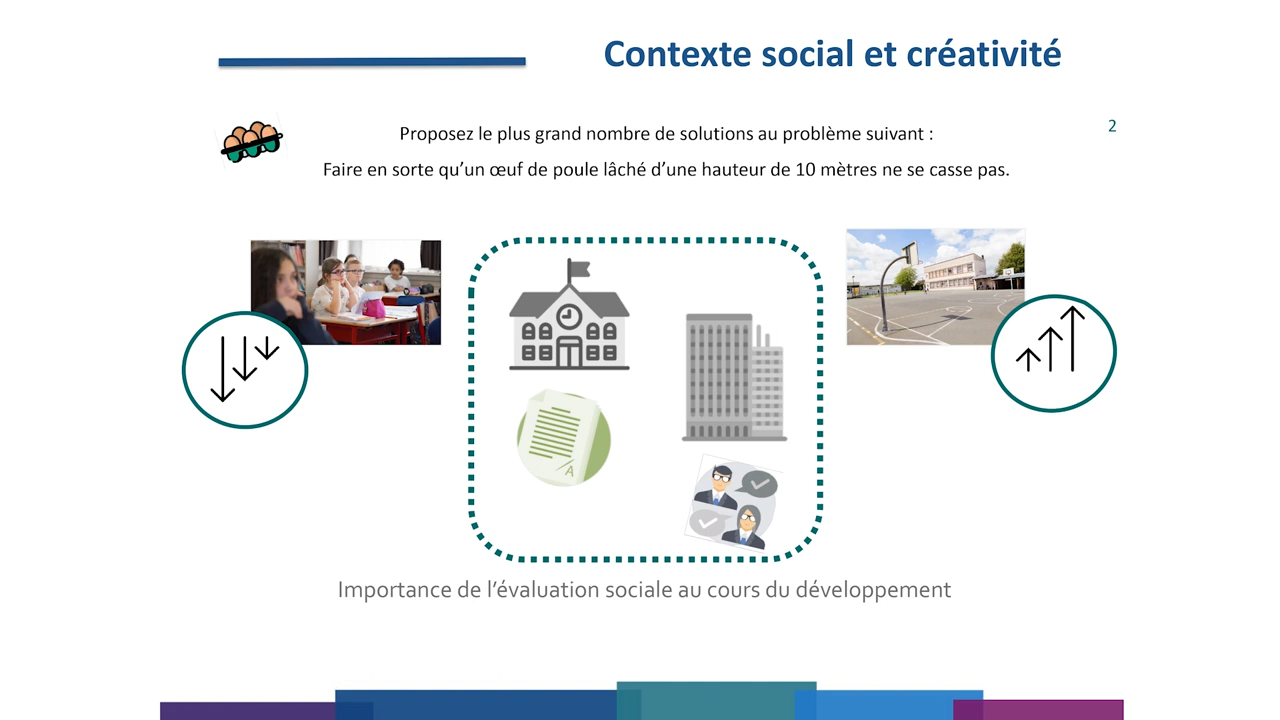 Contexte social et créativité
2
Proposez le plus grand nombre de solutions au problème suivant :
Faire en sorte qu’un œuf de poule lâché d’une hauteur de 10 mètres ne se casse pas.
A
Importance de l’évaluation sociale au cours du développement